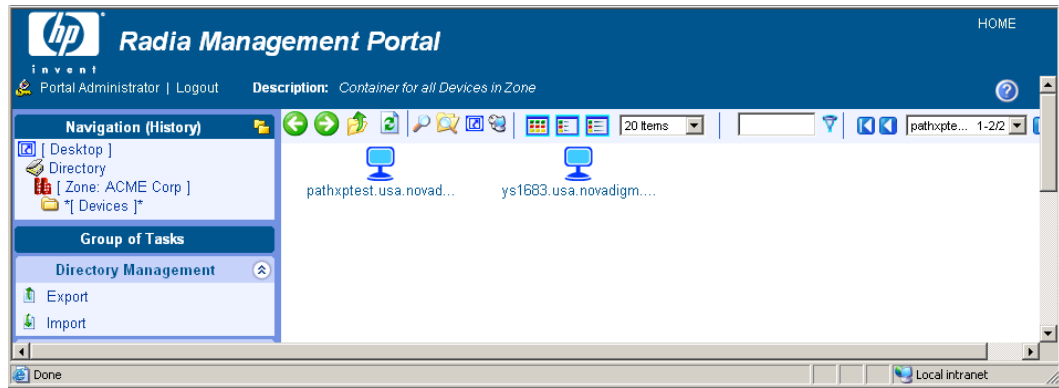 hp
invent
Radia Management Portal
HOME
Portal Administrator | Logout
Description: Container for all Devices in Zone
Navigation (History)
20 Items
pathxpte... 1-2/2
[ Desktop ]
Directory
[ Zone: ACME Corp ]
*[ Devices ]*
pathxptest.usa.novad...
ys1683.usa.novadigm....
Group of Tasks
Directory Management
Export
Import
Done
Local intranet